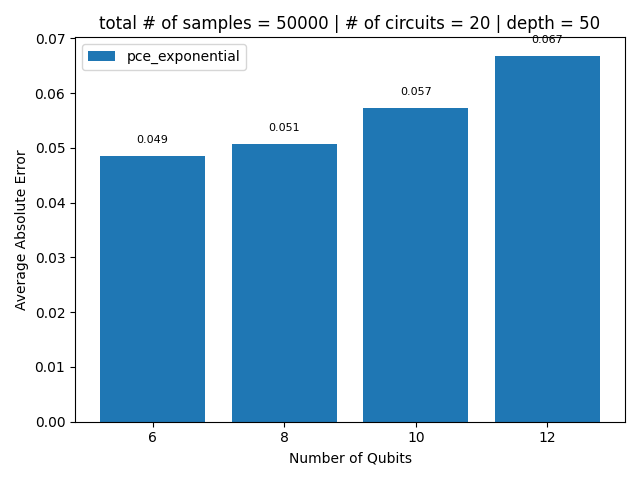 total # of samples = 50000 | # of circuits = 20 | depth = 50
pce_exponential
0.07
0.06
0.05
0.04
0.03
0.02
0.01
0.00
Average Absolute Error
0.049
0.051
0.057
0.067
6 8 10 12
Number of Qubits